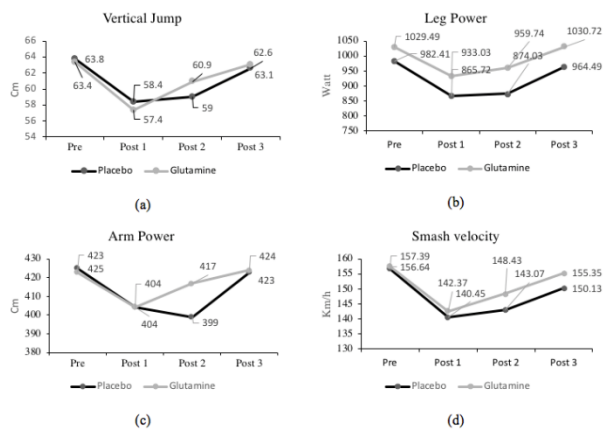 Vertical Jump
Cm
66
64
62
60
58
56
54
63.8
63.4
58.4
57.4
60.9
59
62.6
63.1
Pre Post 1 Post 2 Post 3
Placebo Glutamine
(a)
Leg Power
Watt
1050
1000
950
900
850
800
750
1029.49
982.41
933.03
865.72
959.74
874.03
1030.72
964.49
Pre Post 1 Post 2 Post 3
Placebo Glutamine
(b)
Arm Power
Cm
430
420
410
400
390
380
423
425
404
404
417
399
424
423
Pre Post 1 Post 2 Post 3
Placebo Glutamine
(c)
Smash velocity
Km/h
160
155
150
145
140
135
130
157.39
156.64
142.37
140.45
148.43
143.07
155.35
150.13
Pre Post 1 Post 2 Post 3
Placebo Glutamine
(d)